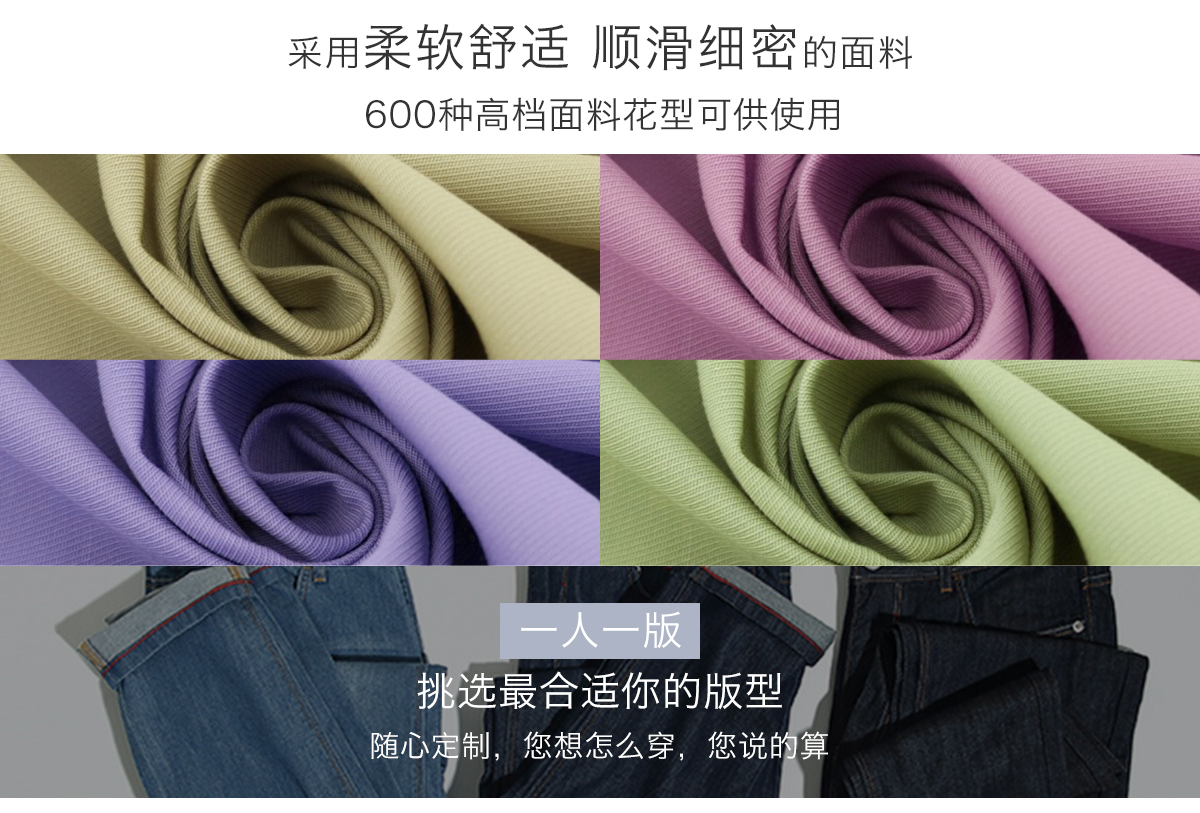 采用柔软舒适 顺滑细密的面料
600种高档面料花型可供使用
一人一版
挑选最合适你的版型
随心定制，您想怎么穿，您说的算